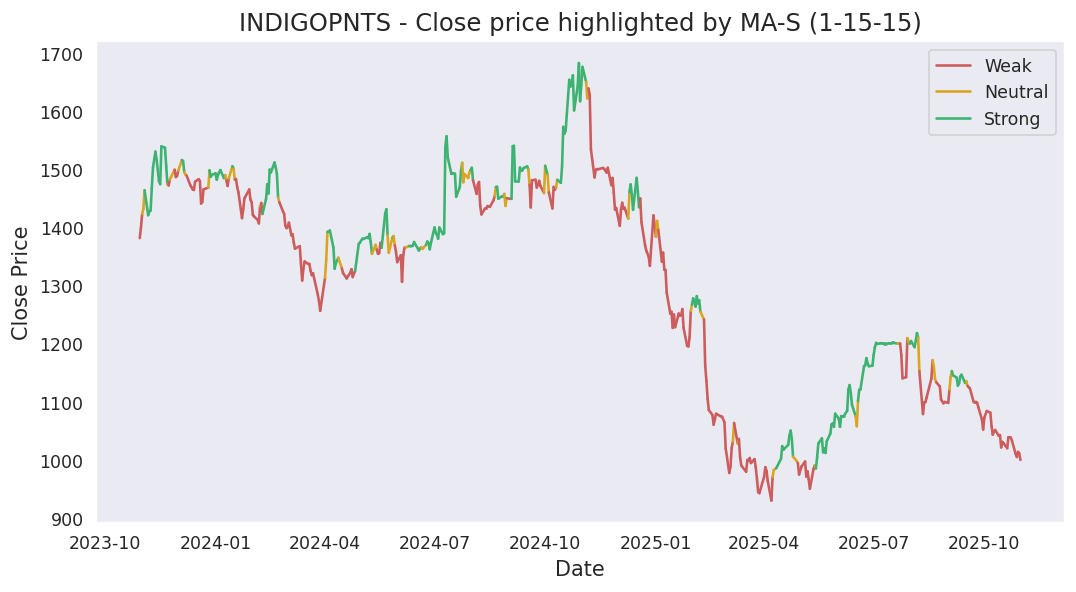 INDIGOPNTS - Close price highlighted by MA-S (1-15-15)
Weak
Neutral
Strong
Close Price
1700
1600
1500
1400
1300
1200
1100
1000
900
2023-10 2024-01 2024-04 2024-07 2024-10 2025-01 2025-04 2025-07 2025-10
Date